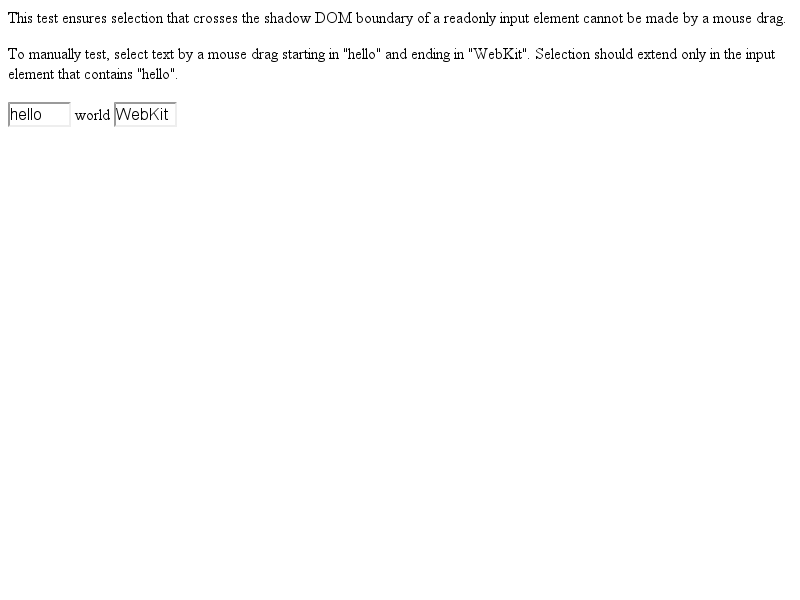 This test ensures selection that crosses the shadow DOM boundary of a readonly input element cannot be made by a mouse drag.
To manually test, select text by a mouse drag starting in "hello" and ending in "WebKit". Selection should extend only in the input
element that contains "hello".
hello world WebKit